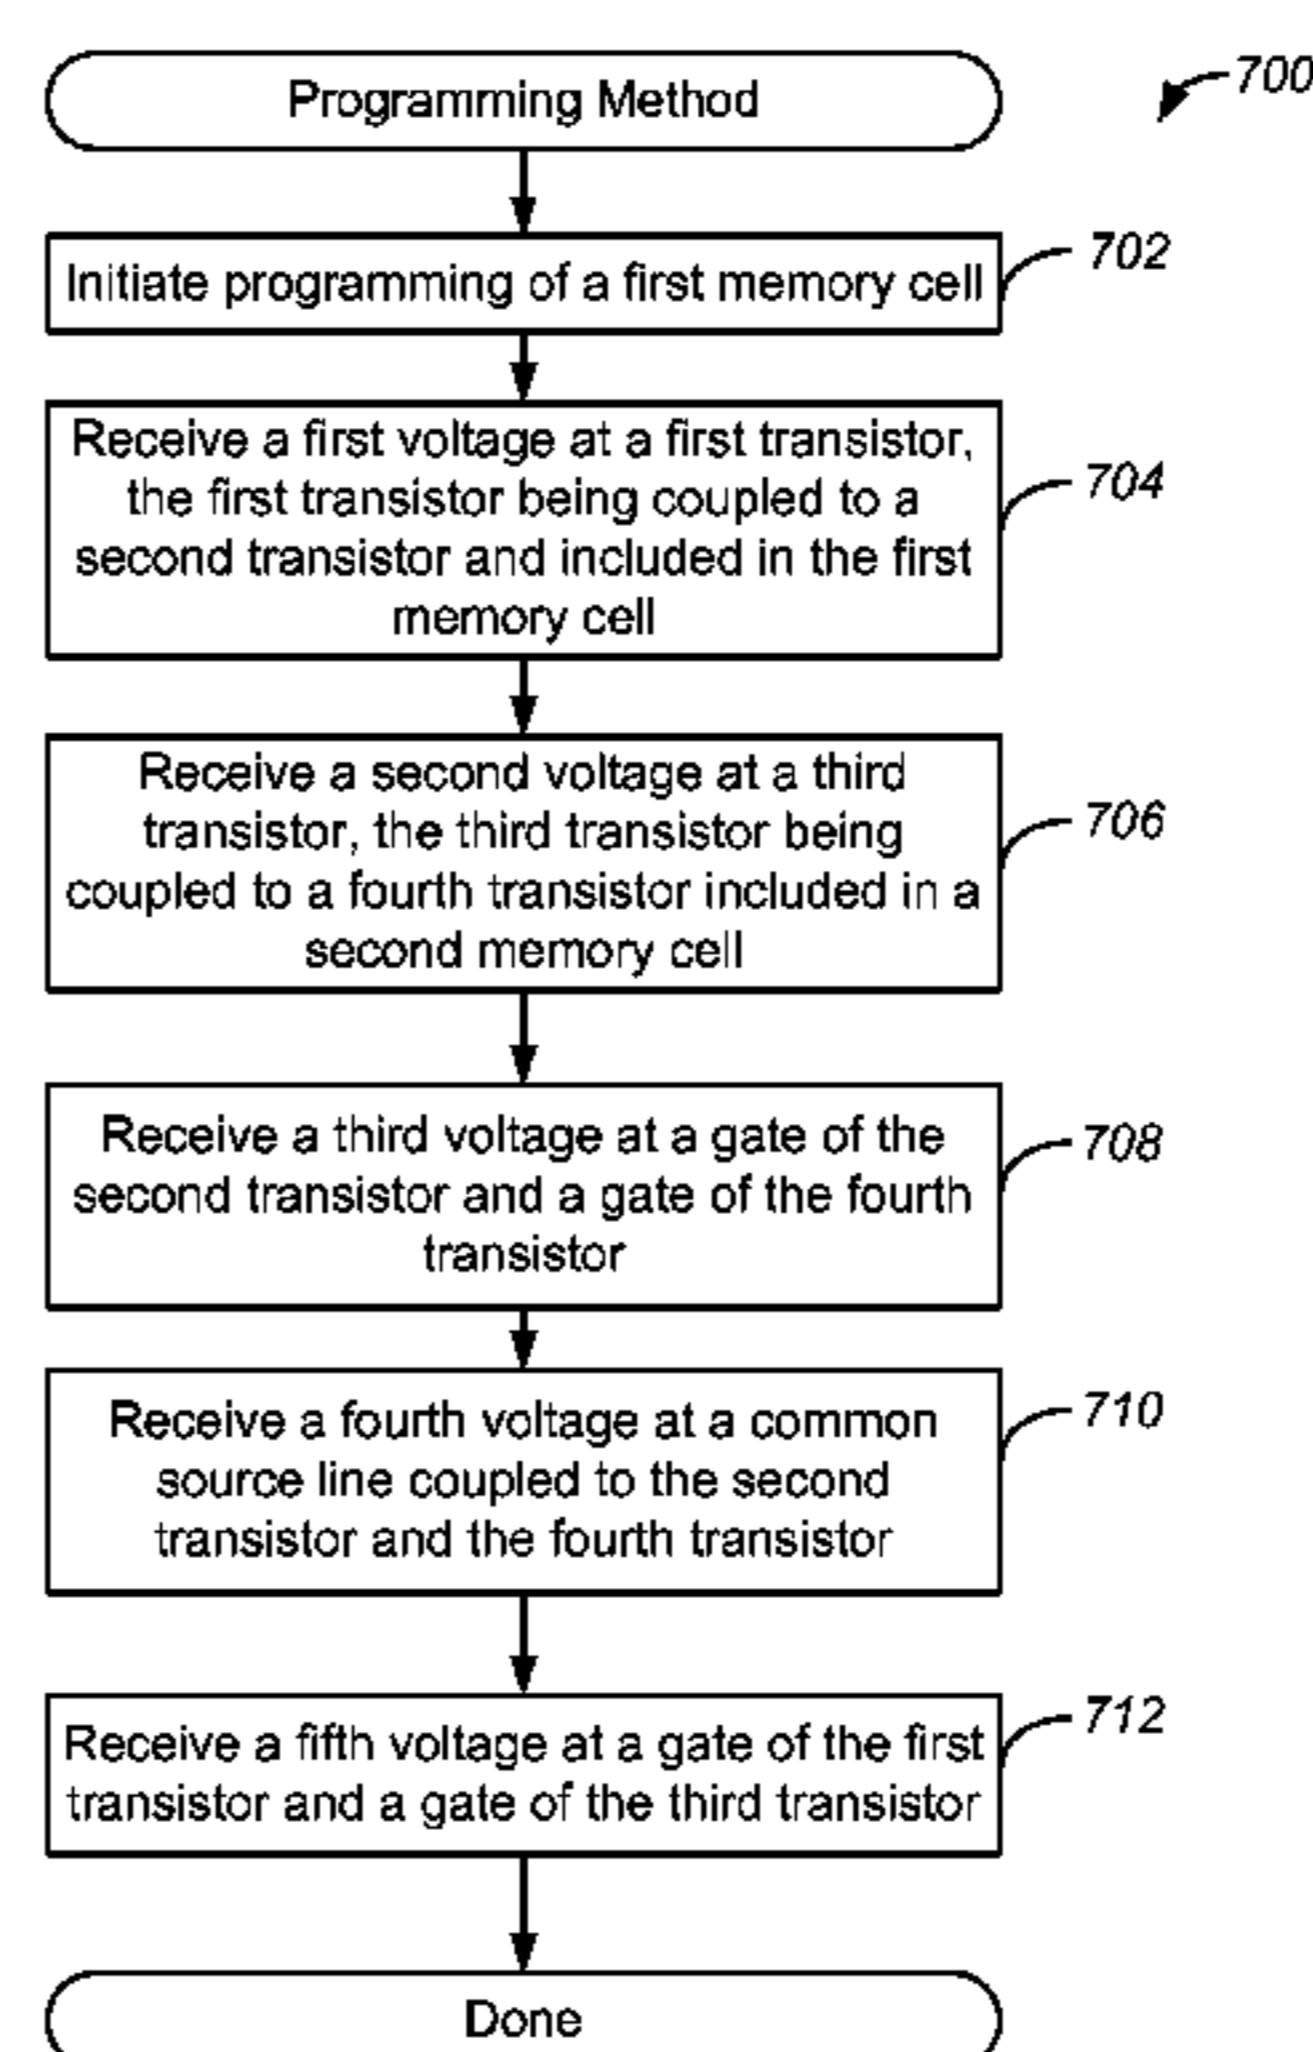 Programming Method
700
Initiate programming of a first memory cell
702
Receive a first voltage at a first transistor,
the first transistor being coupled to a
second transistor and included in the first
memory cell
704
Receive a second voltage at a third
transistor, the third transistor being
coupled to a fourth transistor included in a
second memory cell
706
Receive a third voltage at a gate of the
second transistor and a gate of the fourth
transistor
708
Receive a fourth voltage at a common
source line coupled to the second
transistor and the fourth transistor
710
Receive a fifth voltage at a gate of the first
transistor and a gate of the third transistor
712
Done